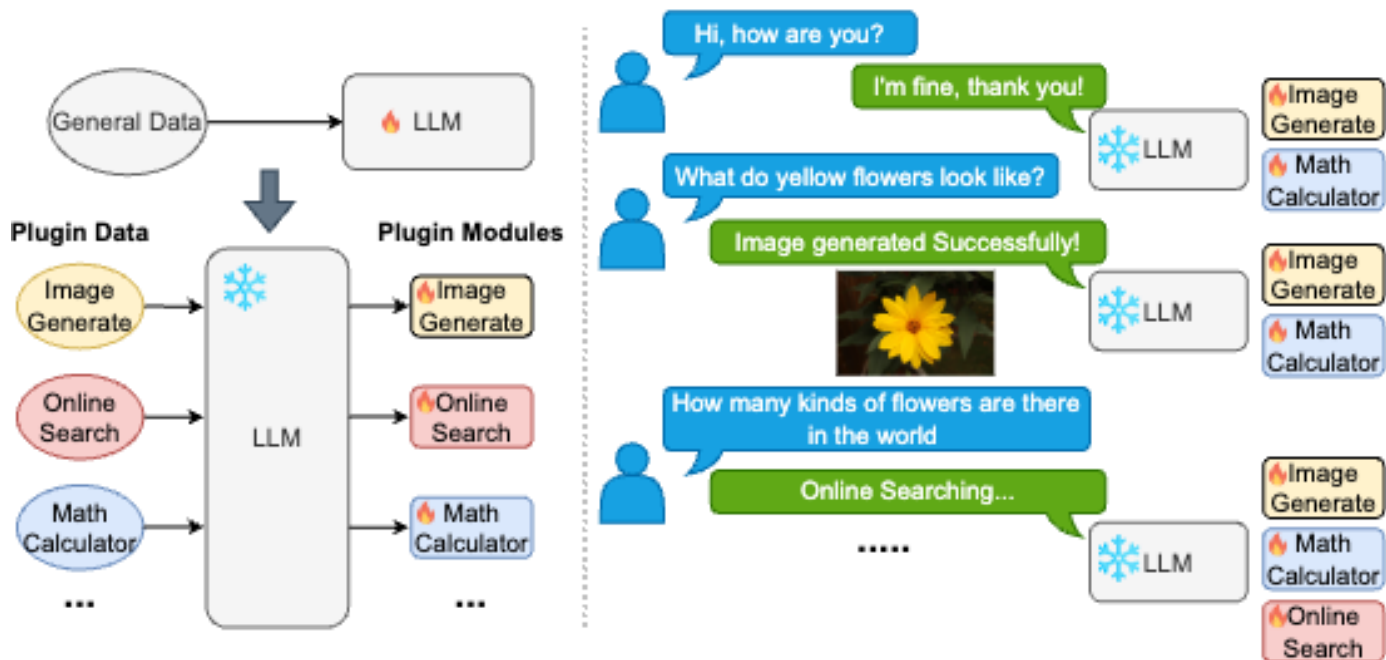 General Data
LLM
Plugin Data
Plugin Modules
Image
Generate
Online
Search
Math
Calculator
...
LLM
Image
Generate
Online
Search
Math
Calculator
...
Hi, how are you?
I'm fine, thank you!
LLM
Image
Generate
Math
Calculator
What do yellow flowers look like?
Image generated Successfully!
LLM
Image
Generate
Math
Calculator
How many kinds of flowers are there
in the world
Online Searching...
.....
LLM
Image
Generate
Math
Calculator
Online
Search